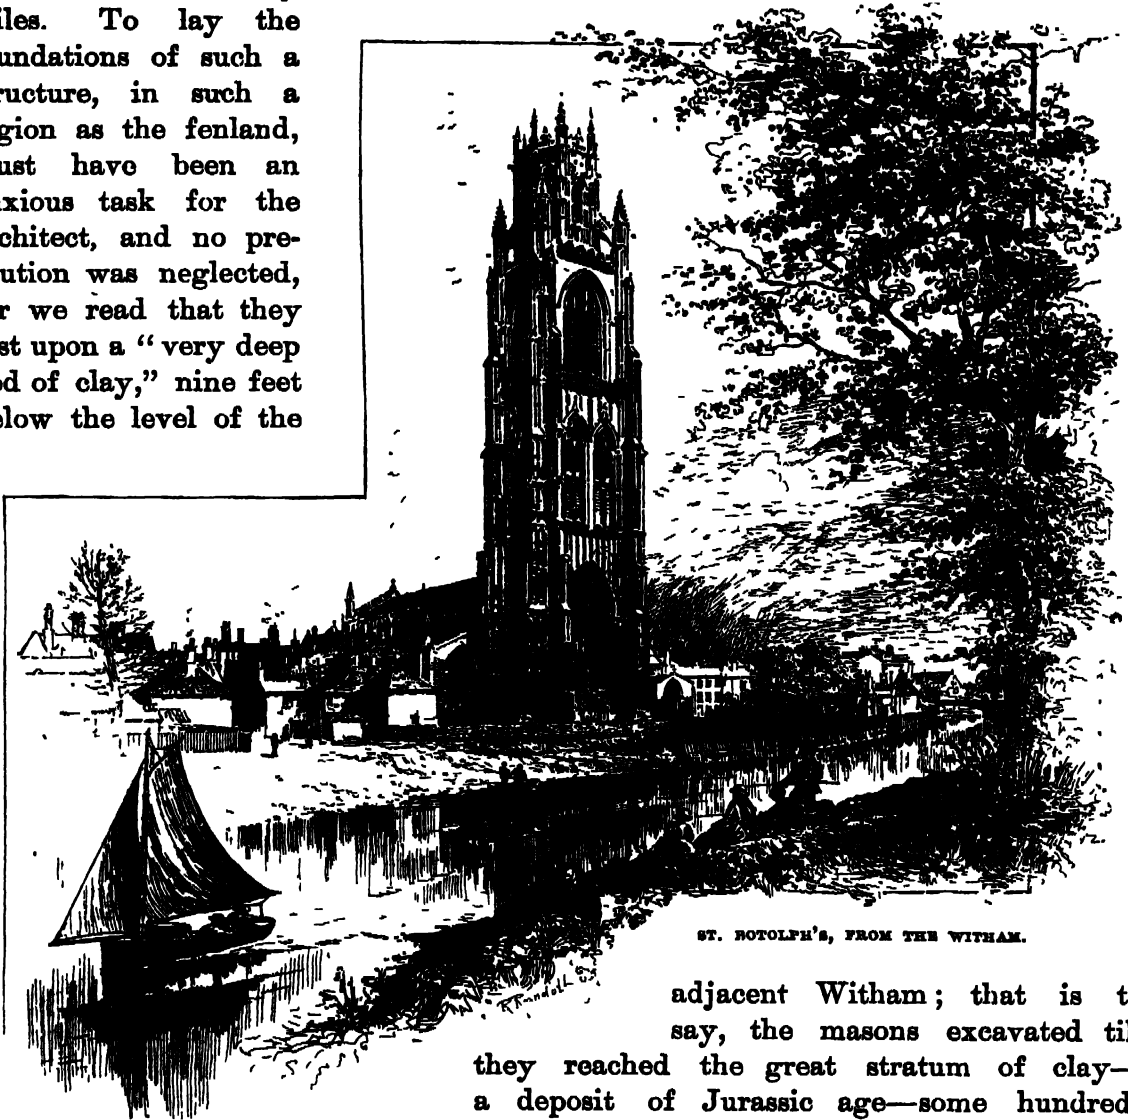 iles. To lay the
undations of such a
ructure, in such a
gion as the fenland,
ust have been an
xious task for the
chitect, and no pre-
ution was neglected,
r we read that they
st upon a “very deep
ed of clay,” nine feet
elow the level of the
ST. BOTOLPH'S, FROM THE WITHAM.
adjacent Witham; that is t
say, the masons excavated til
they reached the great stratum of clay—
a deposit of Jurassic age—some hundred